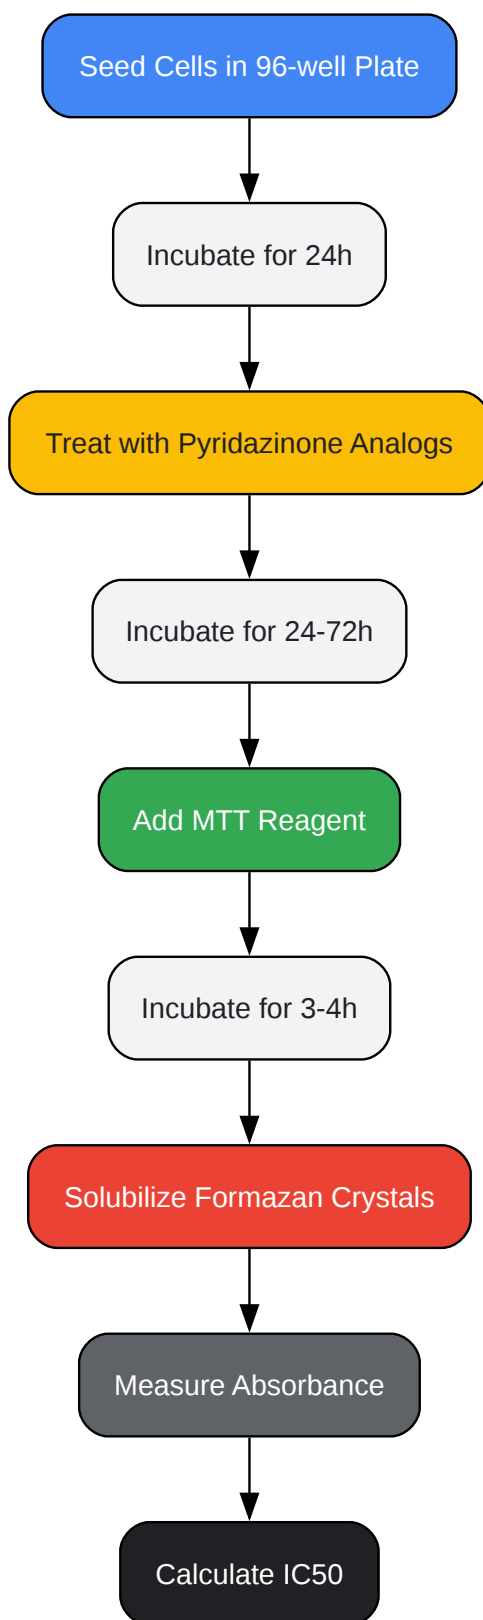 Seed Cells in 96-well Plate
Incubate for 24h
Treat with Pyridazinone Analogs
Incubate for 24-72h
Add MTT Reagent
Incubate for 3-4h
Solubilize Formazan Crystals
Measure Absorbance
Calculate IC50